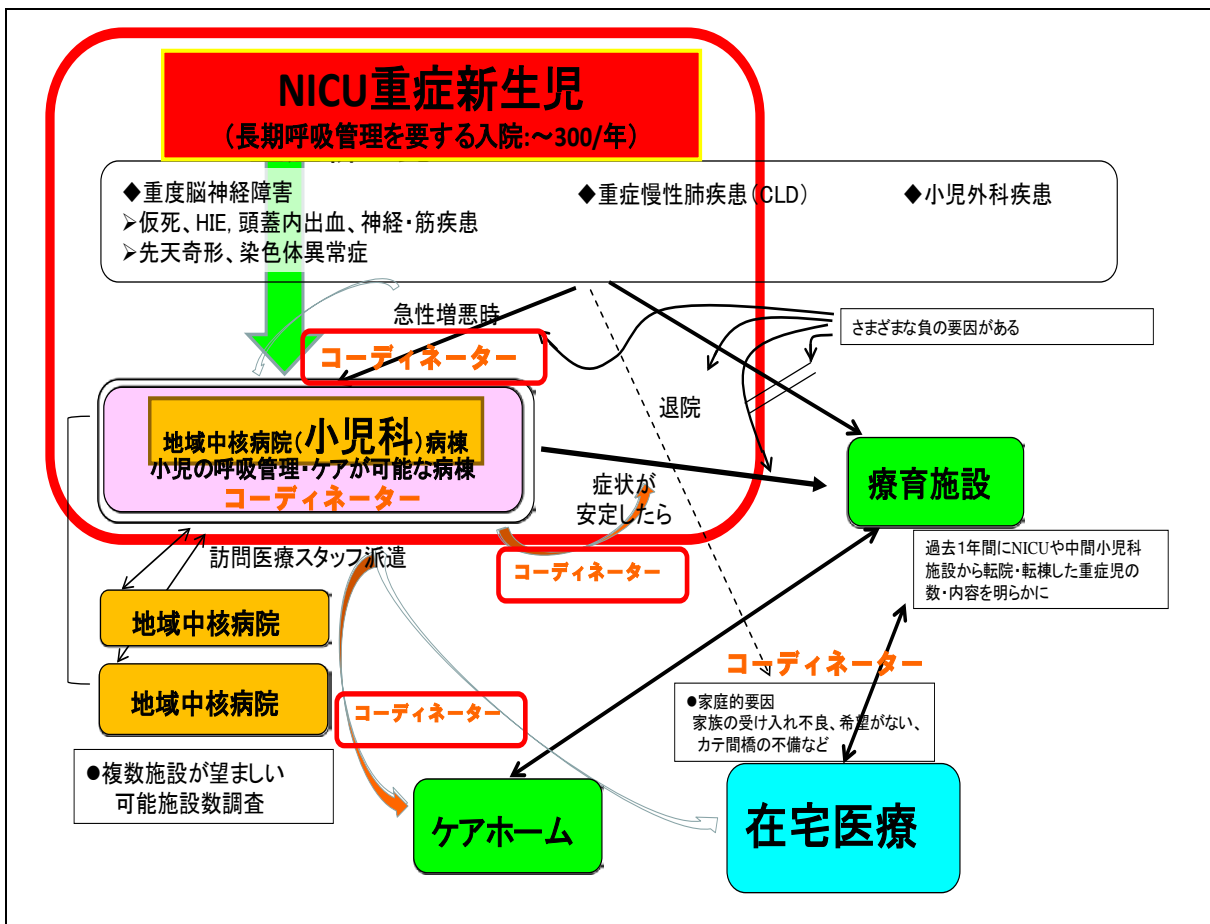 NICU重症新生児
(長期呼吸管理を要する入院:~300/年)
◆重度脳神経障害
➢仮死、HIE, 頭蓋内出血、神経・筋疾患
➢先天奇形、染色体異常症
◆重症慢性肺疾患(CLD)
◆小児外科疾患
急性増悪時
コーディネーター
さまざまな負の要因がある
退院
地域中核病院(小児科)病棟
小児の呼吸管理・ケアが可能な病棟
コーディネーター
症状が
安定したら
療育施設
過去1年間にNICUや中間小児科
施設から転院・転棟した重症児の
数・内容を明らかに
訪問医療スタッフ派遣
コーディネーター
地域中核病院
地域中核病院
コーディネーター
コーディネーター
●家庭的要因
家族の受け入れ不良、希望がない、
カテ間橋の不備など
●複数施設が望ましい
可能施設数調査
ケアホーム
在宅医療